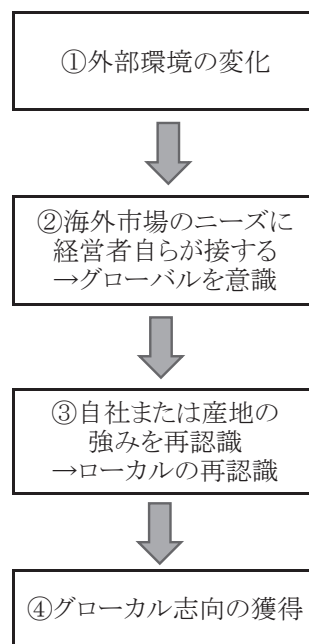 ①外部環境の変化
②海外市場のニーズに
経営者自らが接する
→グローバルを意識
③自社または産地の
強みを再認識
→ローカルの再認識
④グローカル志向の獲得